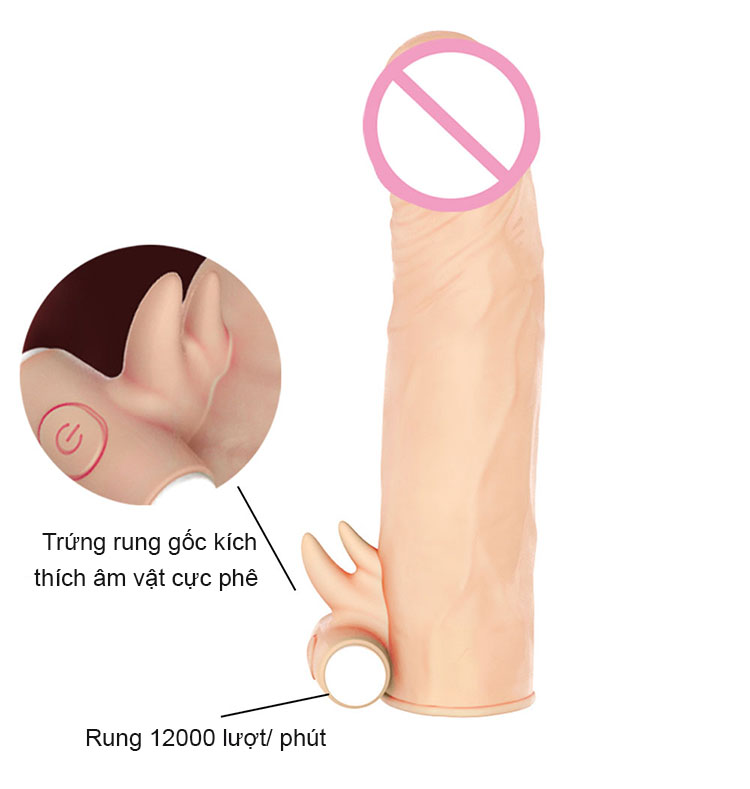 Trứng rung gốc kích
thích âm vật cực phê
Rung 12000 lượt/ phút